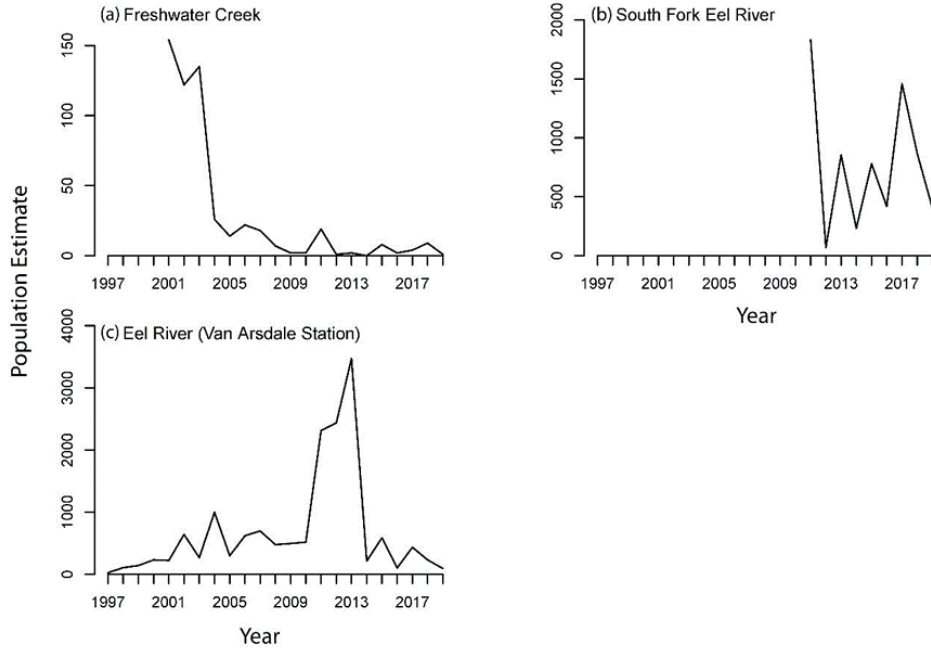 (a) Freshwater Creek
150
100
50
0
1997 2001 2005 2009 2013 2017
(b) South Fork Eel River
2000
1500
1000
500
0
1997 2001 2005 2009 2013 2017
Year
Population Estimate
(c) Eel River (Van Arsdale Station)
4000
3000
2000
1000
0
1997 2001 2005 2009 2013 2017
Year